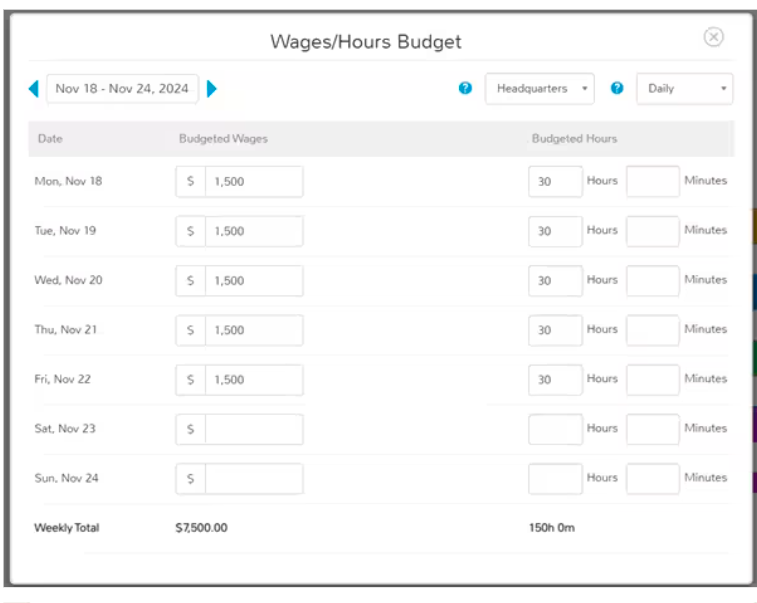 Wages/Hours Budget
Nov 18 - Nov 24, 2024 ? Headquarters ? Daily
Date Budgeted Wages Budgeted Hours
Mon, Nov 18 $ 1,500 30 Hours Minutes
Tue, Nov 19 $ 1,500 30 Hours Minutes
Wed, Nov 20 $ 1,500 30 Hours Minutes
Thu, Nov 21 $ 1,500 30 Hours Minutes
Fri, Nov 22 $ 1,500 30 Hours Minutes
Sat, Nov 23 $ Hours Minutes
Sun, Nov 24 $ Hours Minutes
Weekly Total $7,500.00 150h 0m